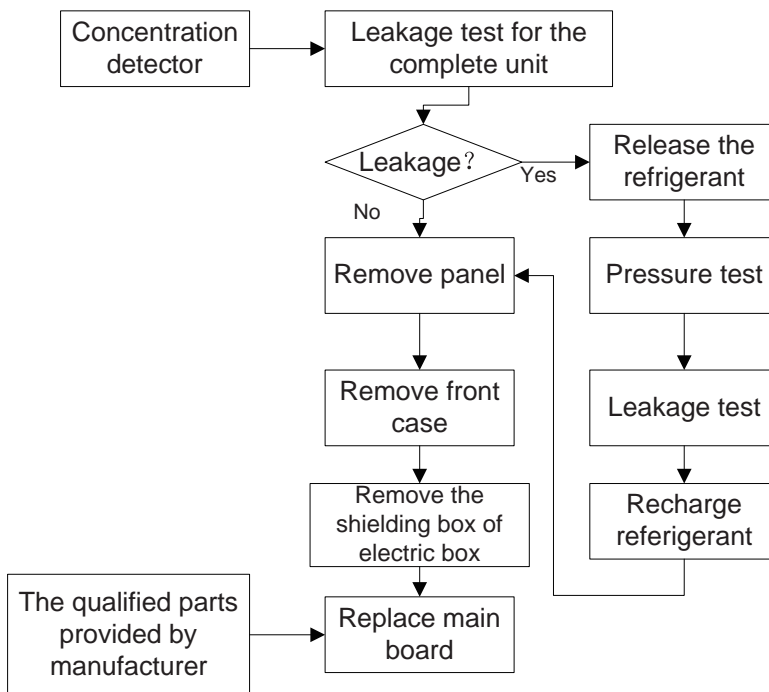 Concentration
detector
Leakage test for the
complete unit
Leakage？
Yes
No
Release the
refrigerant
Remove panel
Pressure test
Remove front
case
Leakage test
Remove the
shielding box of
electric box
Recharge
referigerant
The qualified parts
provided by
manufacturer
Replace main
board